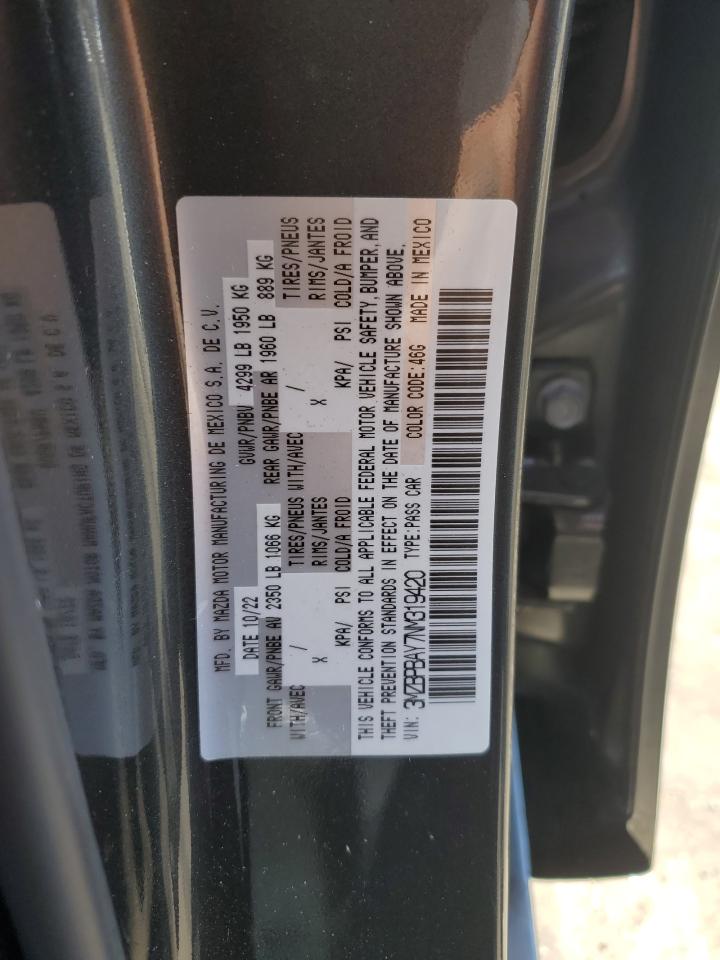 MFD. BY MAZDA MOTOR MANUFACTURING DE MEXICO S.A. DE C.V.
DATE 10/22 GVWR/PNBV 4299 LB 1950 KG
FRONT GAWR/PNBE AV 2350 LB 1066 KG REAR GAWR/PNBE AR 1960 LB 889 KG
WITH/AVEC / TIRES/PNEUS WITH/AVEC / TIRES/PNEUS
X RIMS/JANTES X RIMS/JANTES
KPA/ PSI COLD/A FROID KPA/ PSI COLD/A FROID
THIS VEHICLE CONFORMS TO ALL APPLICABLE FEDERAL MOTOR VEHICLE SAFETY, BUMPER, AND
THEFT PREVENTION STANDARDS IN EFFECT ON THE DATE OF MANUFACTURE SHOWN ABOVE.
VIN: 3MZBPBAY7NM319420 TYPE:PASS CAR COLOR CODE:46G MADE IN MEXICO